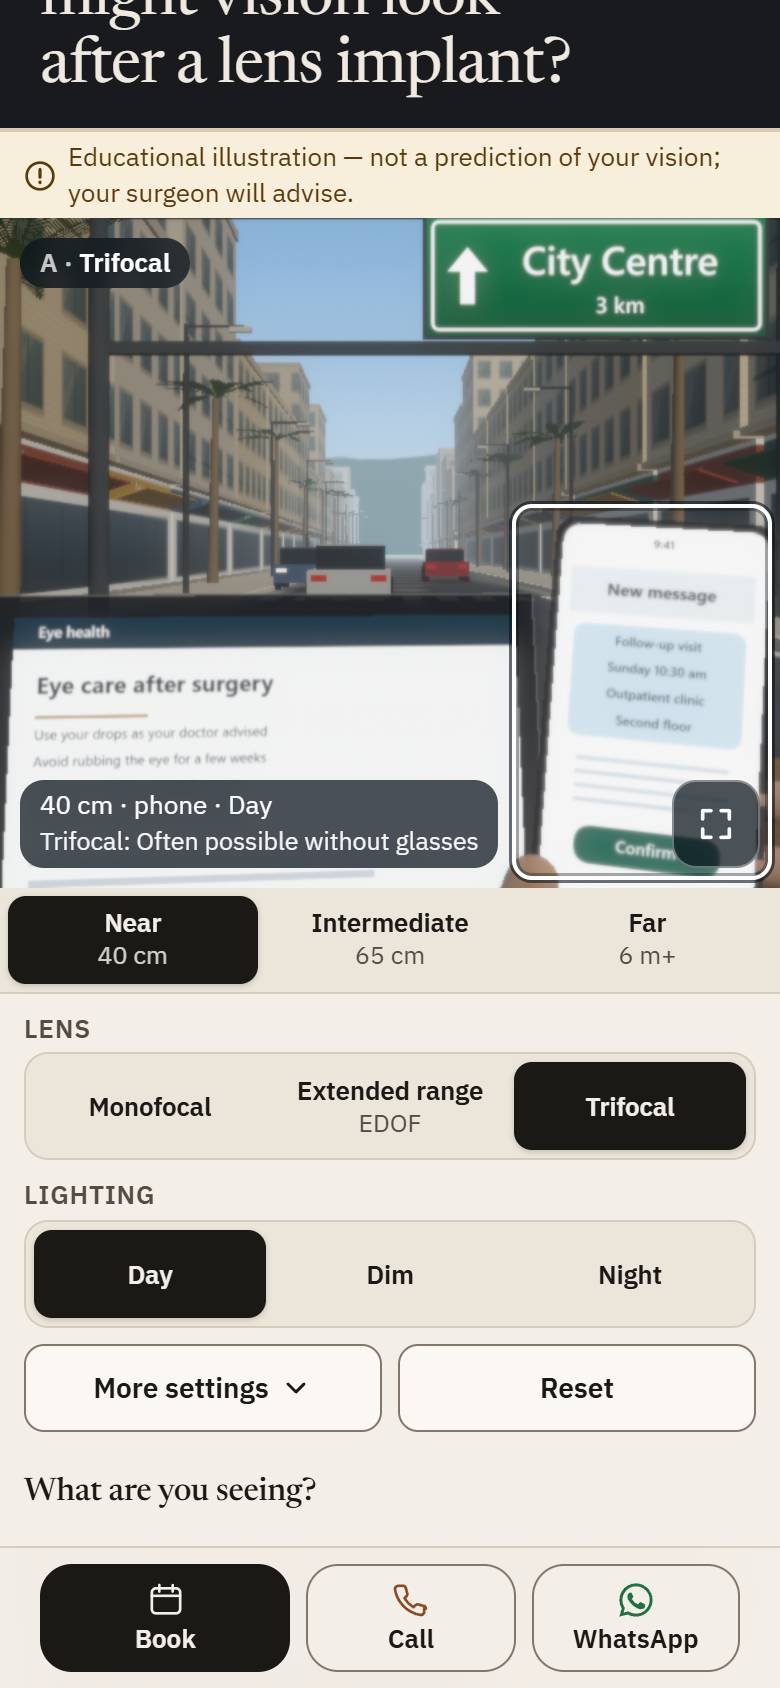 might vision look
after a lens implant?
Educational illustration — not a prediction of your vision;
your surgeon will advise.
A · Trifocal
City Centre
3 km
9:41
New message
Follow-up visit
Sunday 10:30 am
Outpatient clinic
Second floor
Confirm
Eye health
Eye care after surgery
Use your drops as your doctor advised
Avoid rubbing the eye for a few weeks
40 cm · phone · Day
Trifocal: Often possible without glasses
Near
40 cm
Intermediate
65 cm
Far
6 m+
LENS
Monofocal
Extended range
EDOF
Trifocal
LIGHTING
Day
Dim
Night
More settings
Reset
What are you seeing?
Book
Call
WhatsApp